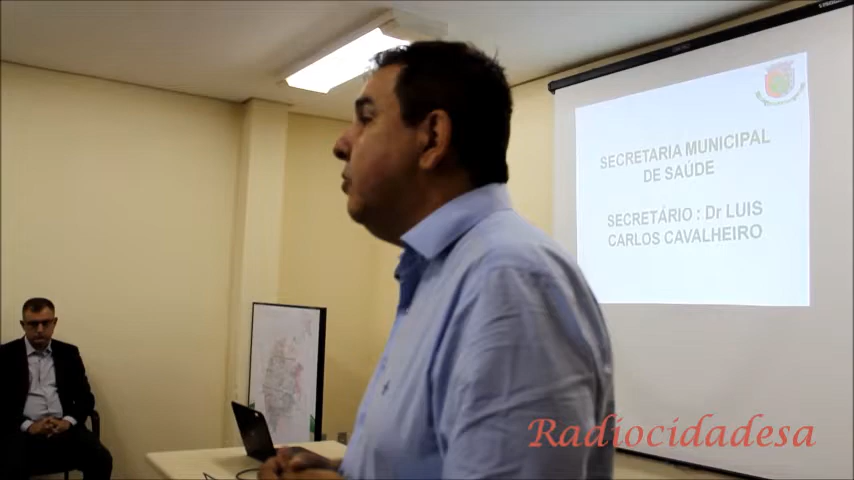 SECRETARIA MUNICIPAL
DE SAÚDE
SECRETÁRIO : Dr LUIS
CARLOS CAVALHEIRO
Radiocidadesa